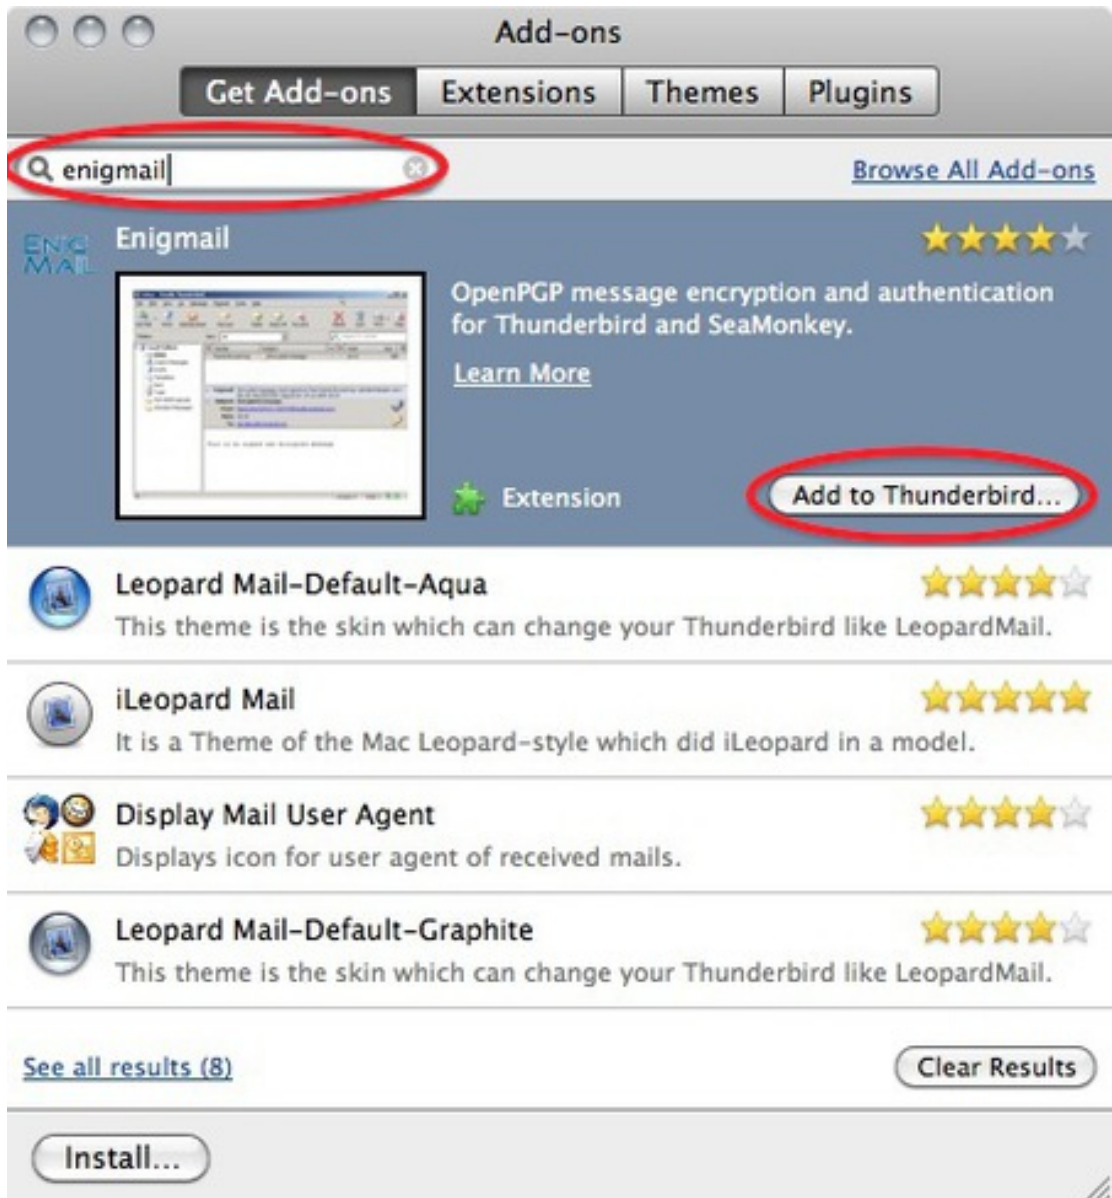 Add-ons
Get Add-ons Extensions Themes Plugins
enigmail Browse All Add-ons
ENIG
MAIL
Enigmail
OpenPGP message encryption and authentication
for Thunderbird and SeaMonkey.
Learn More
Extension Add to Thunderbird...
Leopard Mail-Default-Aqua
This theme is the skin which can change your Thunderbird like LeopardMail.
iLeopard Mail
It is a Theme of the Mac Leopard-style which did iLeopard in a model.
Display Mail User Agent
Displays icon for user agent of received mails.
Leopard Mail-Default-Graphite
This theme is the skin which can change your Thunderbird like LeopardMail.
See all results (8) Clear Results
Install...